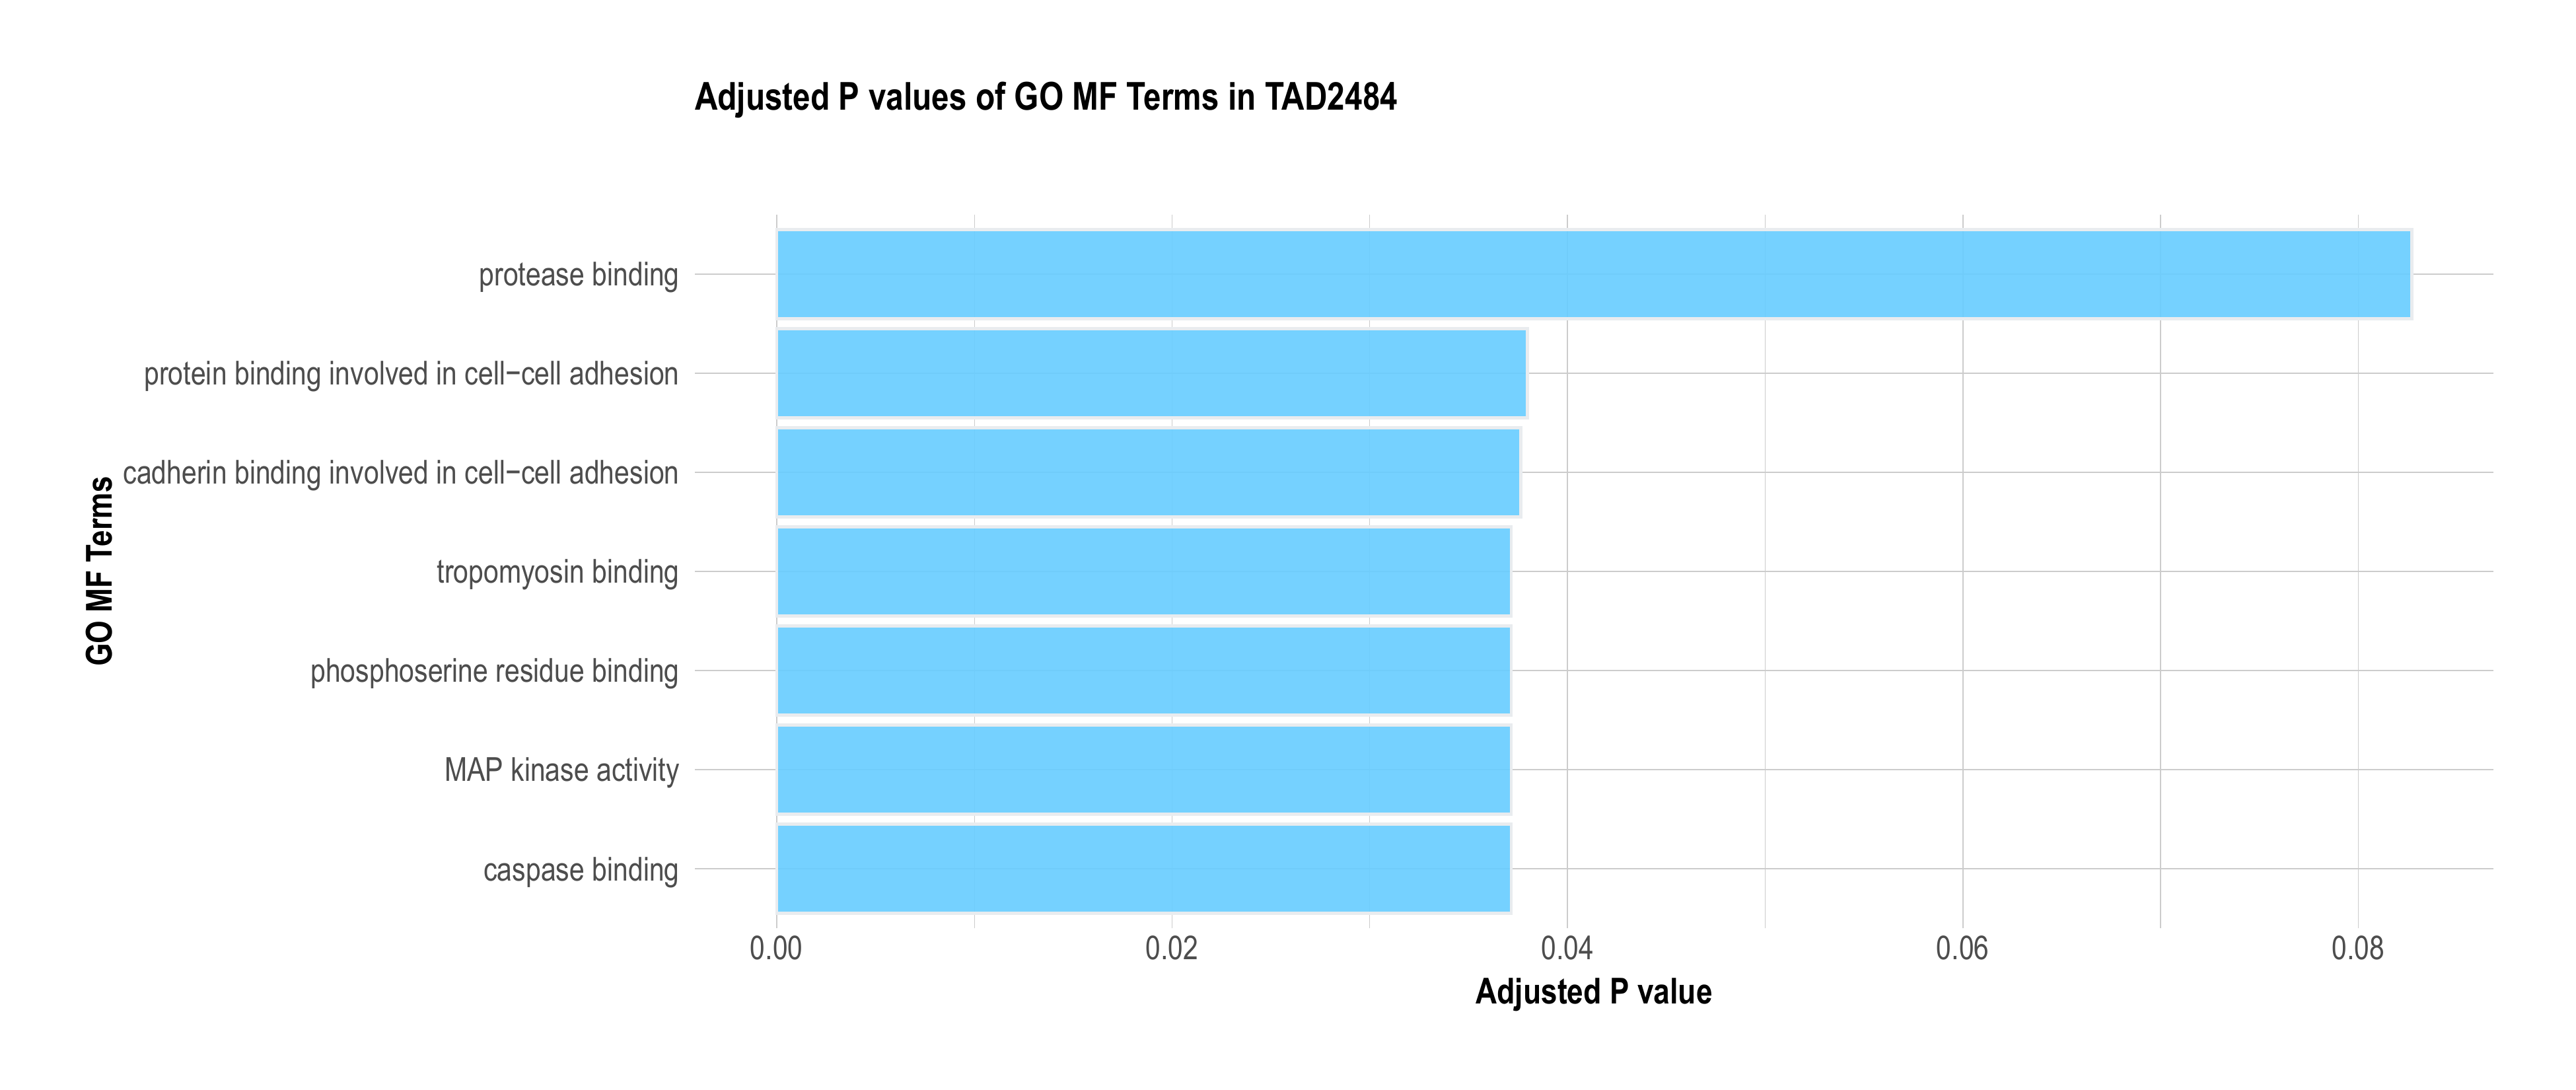 Adjusted P values of GO MF Terms in TAD2484
GO MF Terms
protease binding
protein binding involved in cell−cell adhesion
cadherin binding involved in cell−cell adhesion
tropomyosin binding
phosphoserine residue binding
MAP kinase activity
caspase binding
0.00 0.02 0.04 0.06 0.08
Adjusted P value